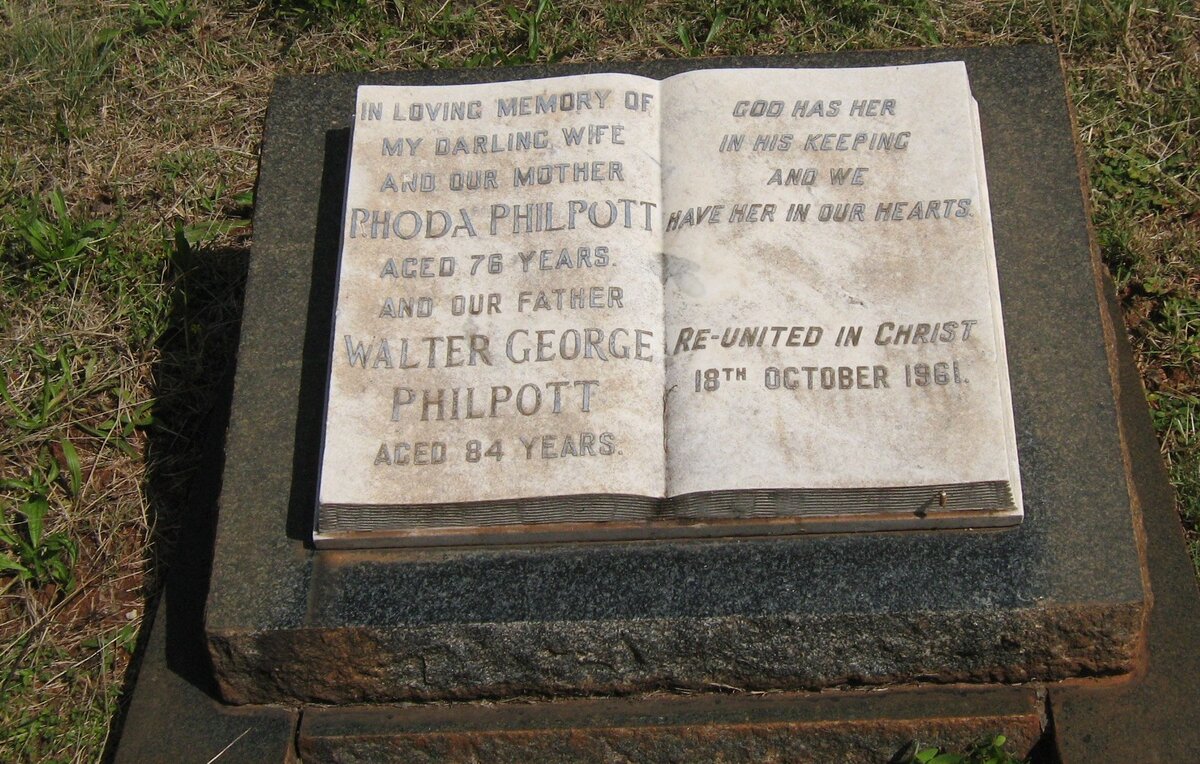 IN LOVING MEMORY OF
MY DARLING WIFE
AND OUR MOTHER
RHODA PHILPOTT
AGED 76 YEARS.
AND OUR FATHER
WALTER GEORGE
PHILPOTT
AGED 84 YEARS.
GOD HAS HER
IN HIS KEEPING
AND WE
HAVE HER IN OUR HEARTS.
RE-UNITED IN CHRIST
18TH OCTOBER 1961.